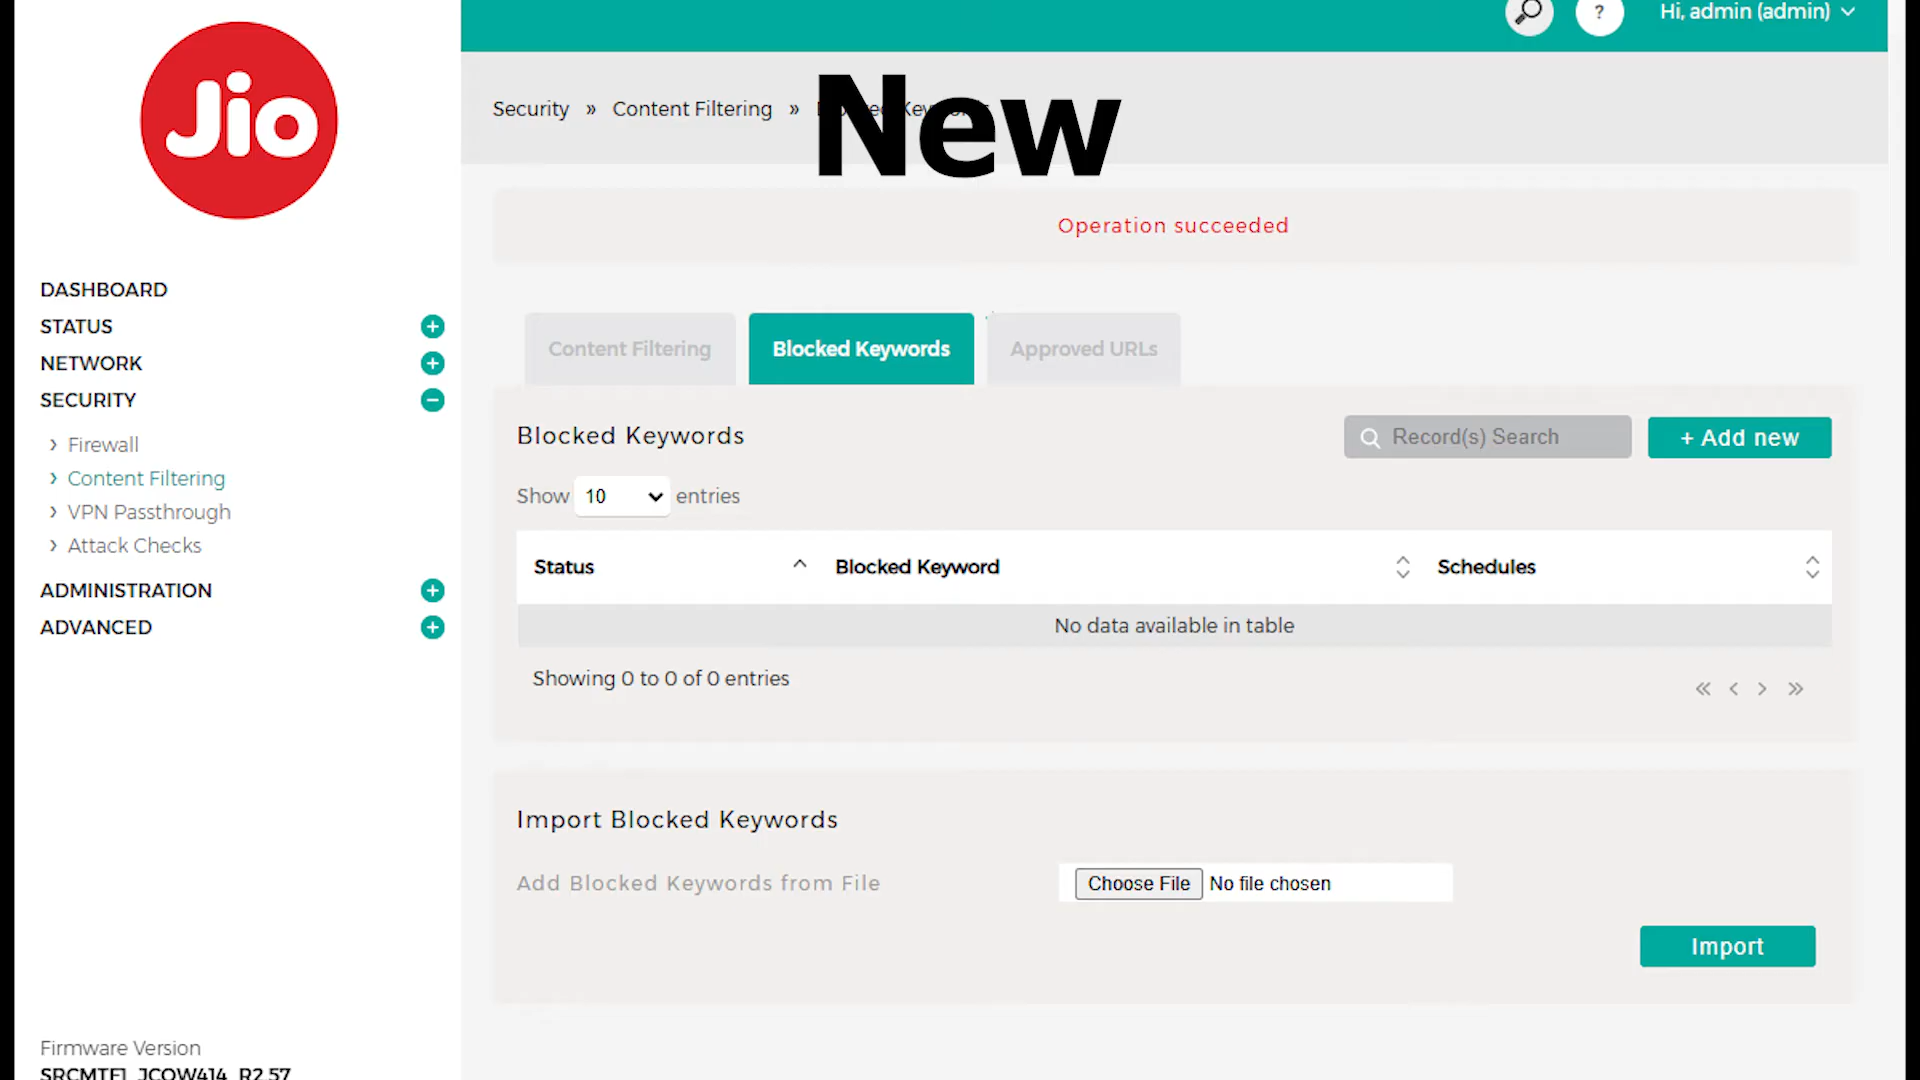 Jio
Hi, admin (admin)
?
Security » Content Filtering »
New
Operation succeeded
DASHBOARD
STATUS
NETWORK
SECURITY
Firewall
Content Filtering
VPN Passthrough
Attack Checks
ADMINISTRATION
ADVANCED
Content Filtering
Blocked Keywords
Approved URLs
Blocked Keywords
Record(s) Search
+ Add new
Show 10 entries
Status
Blocked Keyword
Schedules
No data available in table
Showing 0 to 0 of 0 entries
« ‹ › »
Import Blocked Keywords
Add Blocked Keywords from File
Choose File No file chosen
Import
Firmware Version
SRCMTF1_JCOW414_R2.57